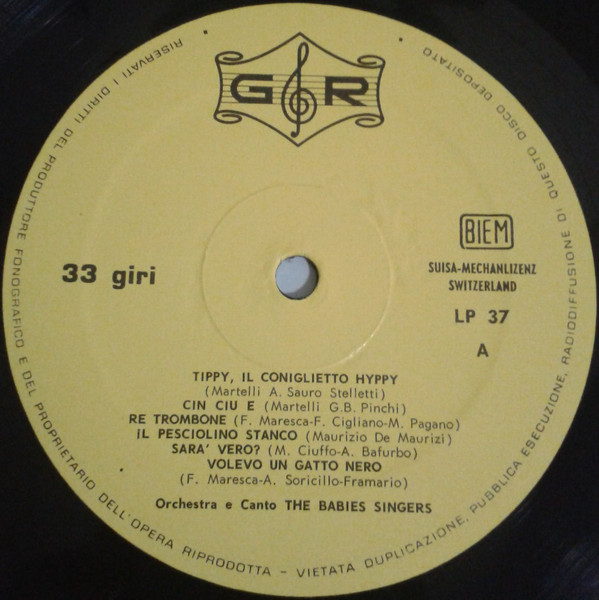 GR
RISERVATI I DIRITTI DEL PRODUTTORE FONOGRAFICO E DEL PROPRIETARIO DELL'OPERA RIPRODOTTA - VIETATA DUPLICAZIONE, PUBBLICA ESECUZIONE, RADIODIFFUSIONE DI QUESTO DISCO DEPOSITATO
33 giri
BIEM
SUISA-MECHANLIZENZ
SWITZERLAND
LP 37
A
TIPPY, IL CONIGLIETTO HYPPY
(Martelli A. Sauro Stelletti)
CIN CIU E (Martelli G.B. Pinchi)
RE TROMBONE (F. Maresca-F. Cigliano-M. Pagano)
IL PESCIOLINO STANCO (Maurizio De Maurizi)
SARA' VERO? (M. Ciuffo-A. Bafurbo)
VOLEVO UN GATTO NERO
(F. Maresca-A. Soricillo-Framario)
Orchestra e Canto THE BABIES SINGERS